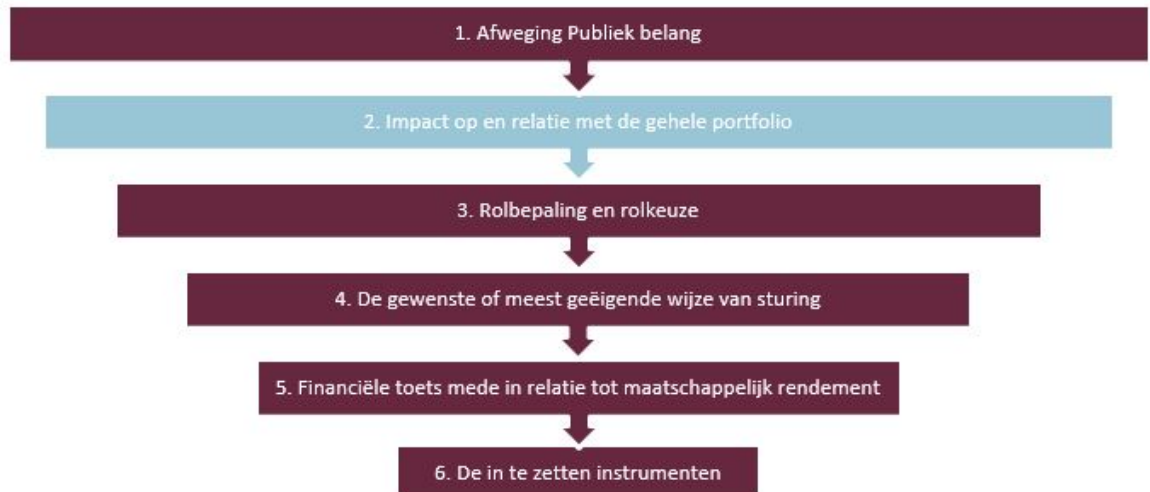 1. Afweging Publiek belang
2. Impact op en relatie met de gehele portfolio
3. Rolbepaling en rolkeuze
4. De gewenste of meest geëigende wijze van sturing
5. Financiële toets mede in relatie tot maatschappelijk rendement
6. De in te zetten instrumenten